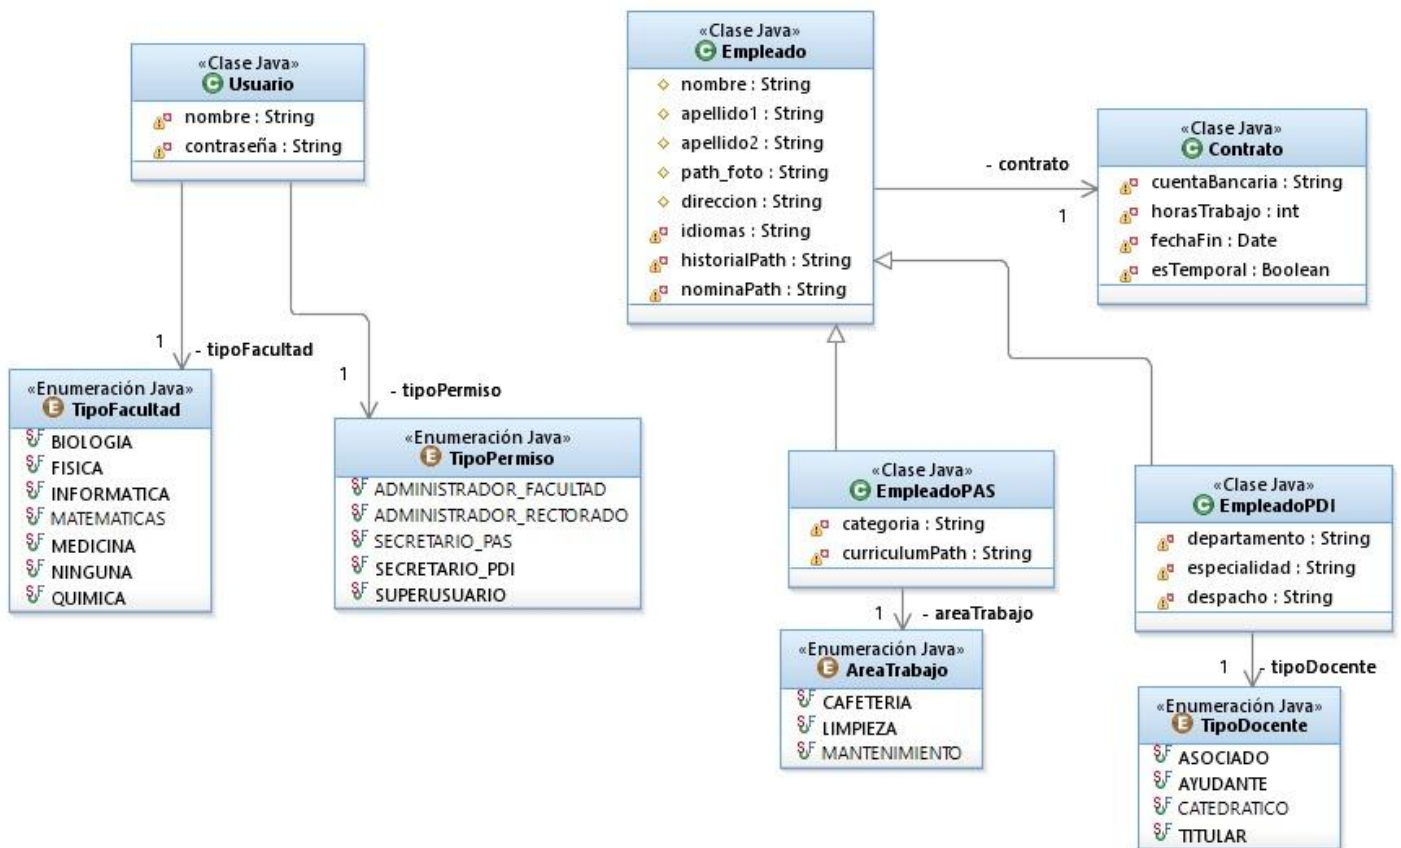 «Clase Java»
Usuario
nombre : String
contraseña : String
1
- tipoFacultad
1
- tipoPermiso
«Enumeración Java»
TipoFacultad
BIOLOGIA
FISICA
INFORMATICA
MATEMATICAS
MEDICINA
NINGUNA
QUIMICA
«Enumeración Java»
TipoPermiso
ADMINISTRADOR_FACULTAD
ADMINISTRADOR_RECTORADO
SECRETARIO_PAS
SECRETARIO_PDI
SUPERUSUARIO
«Clase Java»
Empleado
nombre : String
apellido1 : String
apellido2 : String
path_foto : String
direccion : String
idiomas : String
historialPath : String
nominaPath : String
- contrato
1
«Clase Java»
Contrato
cuentaBancaria : String
horasTrabajo : int
fechaFin : Date
esTemporal : Boolean
«Clase Java»
EmpleadoPAS
categoria : String
curriculumPath : String
1
- areaTrabajo
«Enumeración Java»
AreaTrabajo
CAFETERIA
LIMPIEZA
MANTENIMIENTO
«Clase Java»
EmpleadoPDI
departamento : String
especialidad : String
despacho : String
1
- tipoDocente
«Enumeración Java»
TipoDocente
ASOCIADO
AYUDANTE
CATEDRATICO
TITULAR